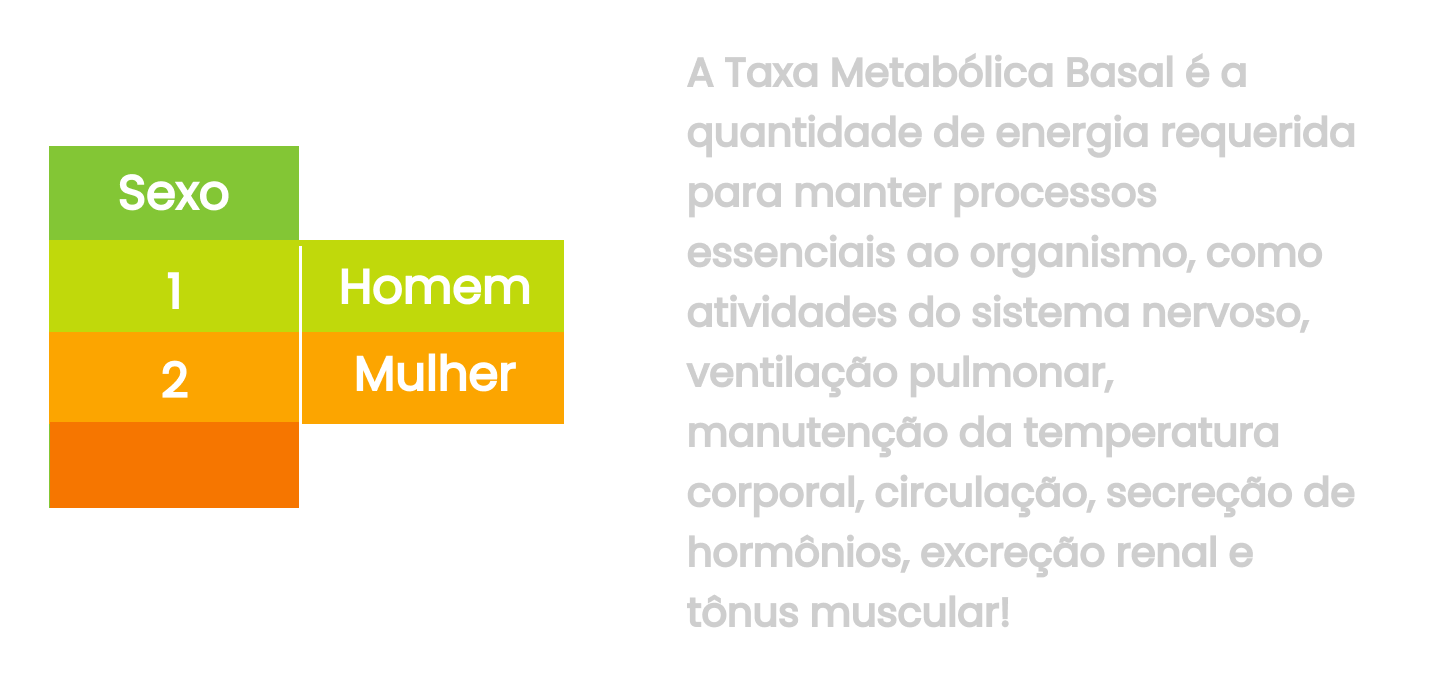 Sexo
1 Homem
2 Mulher
A Taxa Metabólica Basal é a
quantidade de energia requerida
para manter processos
essenciais ao organismo, como
atividades do sistema nervoso,
ventilação pulmonar,
manutenção da temperatura
corporal, circulação, secreção de
hormônios, excreção renal e
tônus muscular!